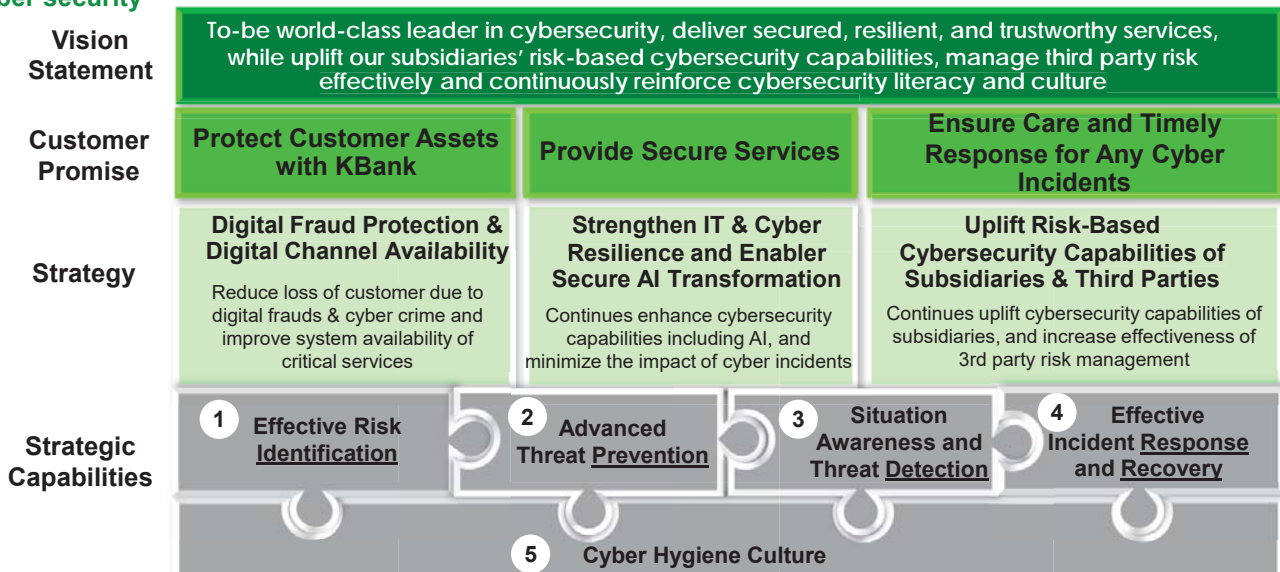 ber security
Vision
Statement
To-be world-class leader in cybersecurity, deliver secured, resilient, and trustworthy services,
while uplift our subsidiaries' risk-based cybersecurity capabilities, manage third party risk
effectively and continuously reinforce cybersecurity literacy and culture
Customer
Promise
Protect Customer Assets
with KBank
Provide Secure Services
Ensure Care and Timely
Response for Any Cyber
Incidents
Strategy
Digital Fraud Protection &
Digital Channel Availability
Reduce loss of customer due to
digital frauds & cyber crime and
improve system availability of
critical services
Strengthen IT & Cyber
Resilience and Enabler
Secure AI Transformation
Continues enhance cybersecurity
capabilities including AI, and
minimize the impact of cyber incidents
Uplift Risk-Based
Cybersecurity Capabilities of
Subsidiaries & Third Parties
Continues uplift cybersecurity capabilities of
subsidiaries, and increase effectiveness of
3rd party risk management
Strategic
Capabilities
1
Effective Risk
Identification
2
Advanced
Threat Prevention
3
Situation
Awareness and
Threat Detection
4
Effective
Incident Response
and Recovery
5
Cyber Hygiene Culture